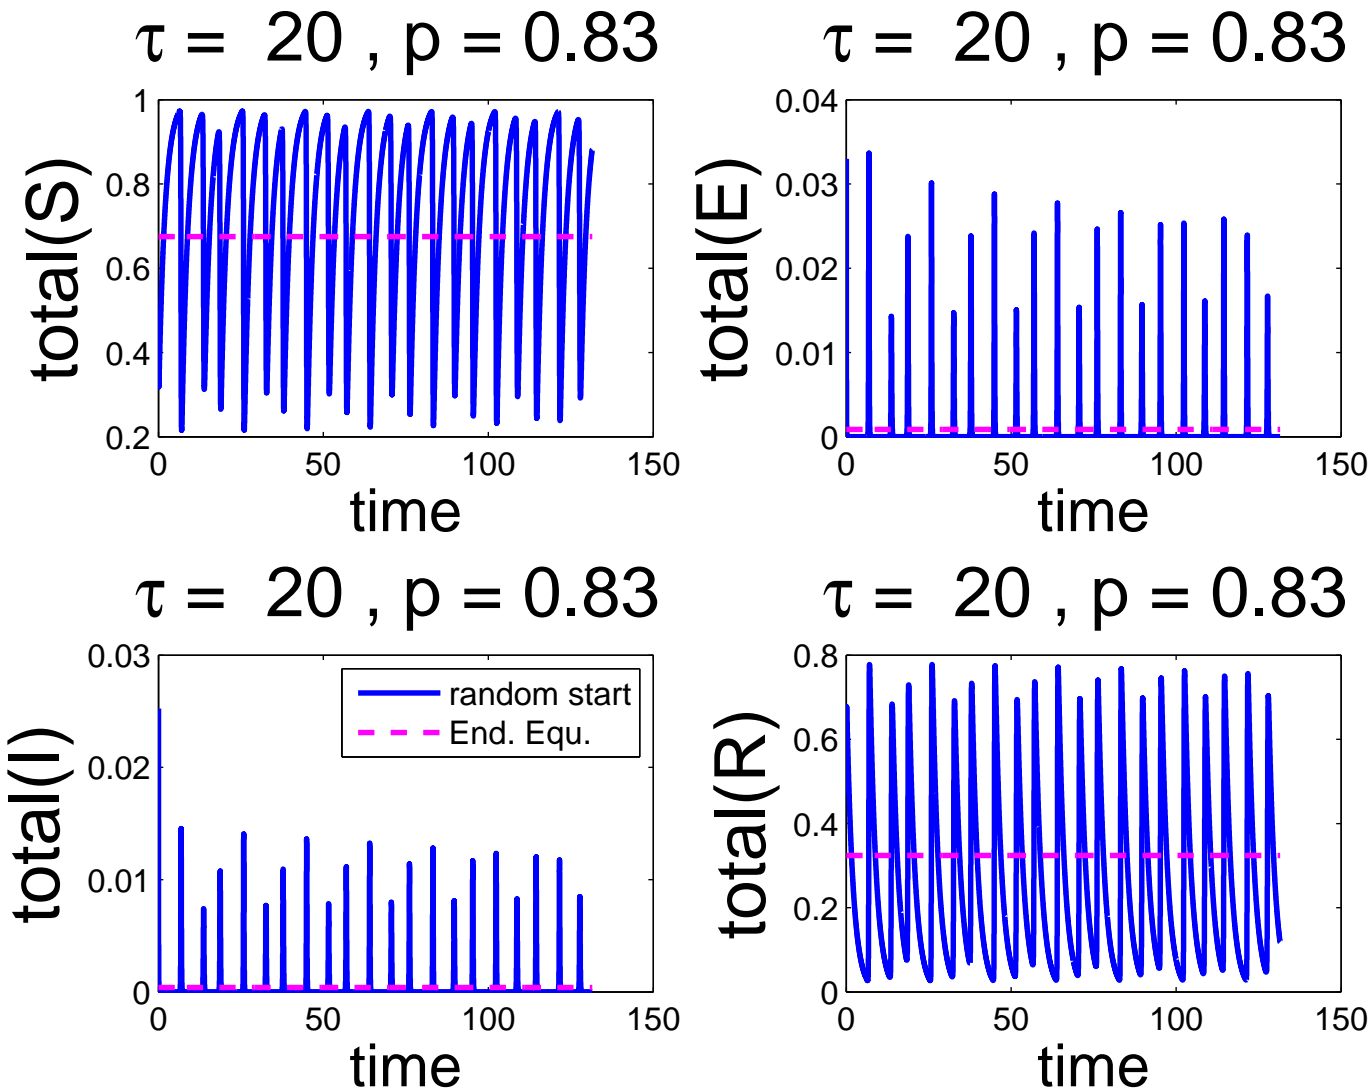 τ = 20 , p = 0.83
total(S)
1
0.8
0.6
0.4
0.2
0 50 100 150
time
τ = 20 , p = 0.83
total(E)
0.04
0.03
0.02
0.01
0
0 50 100 150
time
τ = 20 , p = 0.83
total(I)
0.03
0.02
0.01
0
random start
End. Equ.
0 50 100 150
time
τ = 20 , p = 0.83
total(R)
0.8
0.6
0.4
0.2
0
0 50 100 150
time